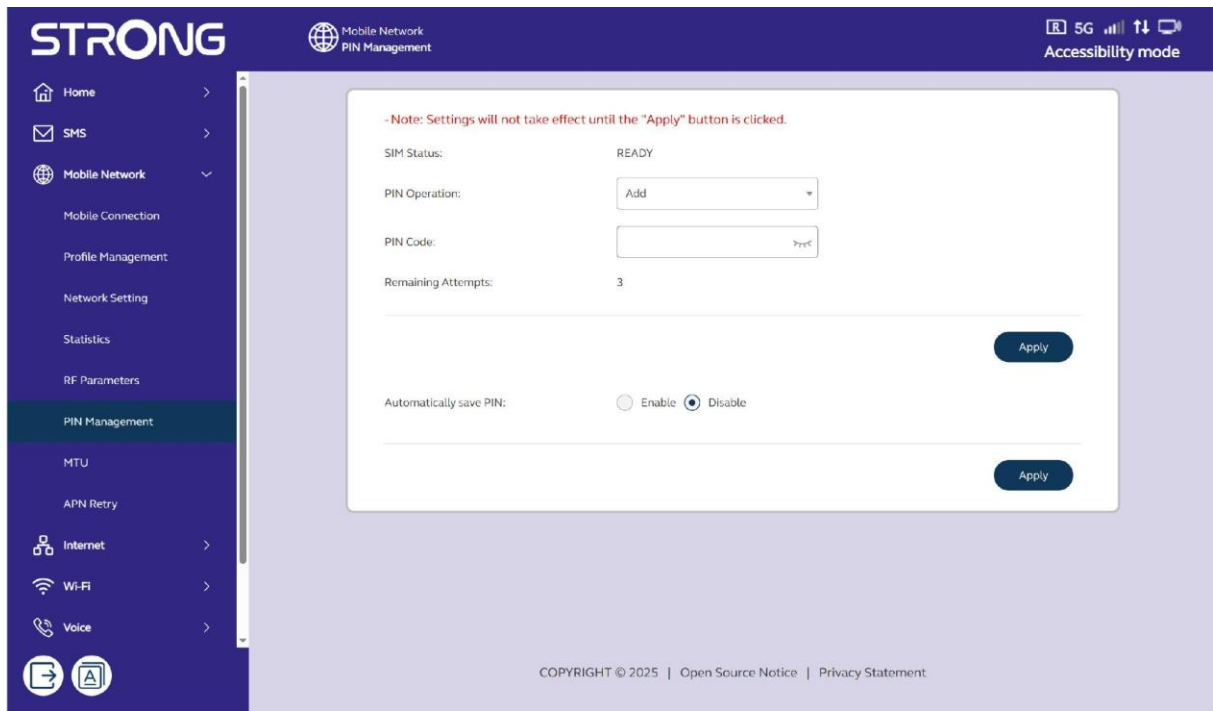 STRONG
Mobile Network
PIN Management
R 5G
Accessibility mode
Home
SMS
Mobile Network
Mobile Connection
Profile Management
Network Setting
Statistics
RF Parameters
PIN Management
MTU
APN Retry
Internet
Wi-Fi
Voice
A
- Note: Settings will not take effect until the "Apply" button is clicked.
SIM Status: READY
PIN Operation: Add
PIN Code:
Remaining Attempts: 3
Apply
Automatically save PIN: Enable Disable
Apply
COPYRIGHT © 2025 | Open Source Notice | Privacy Statement